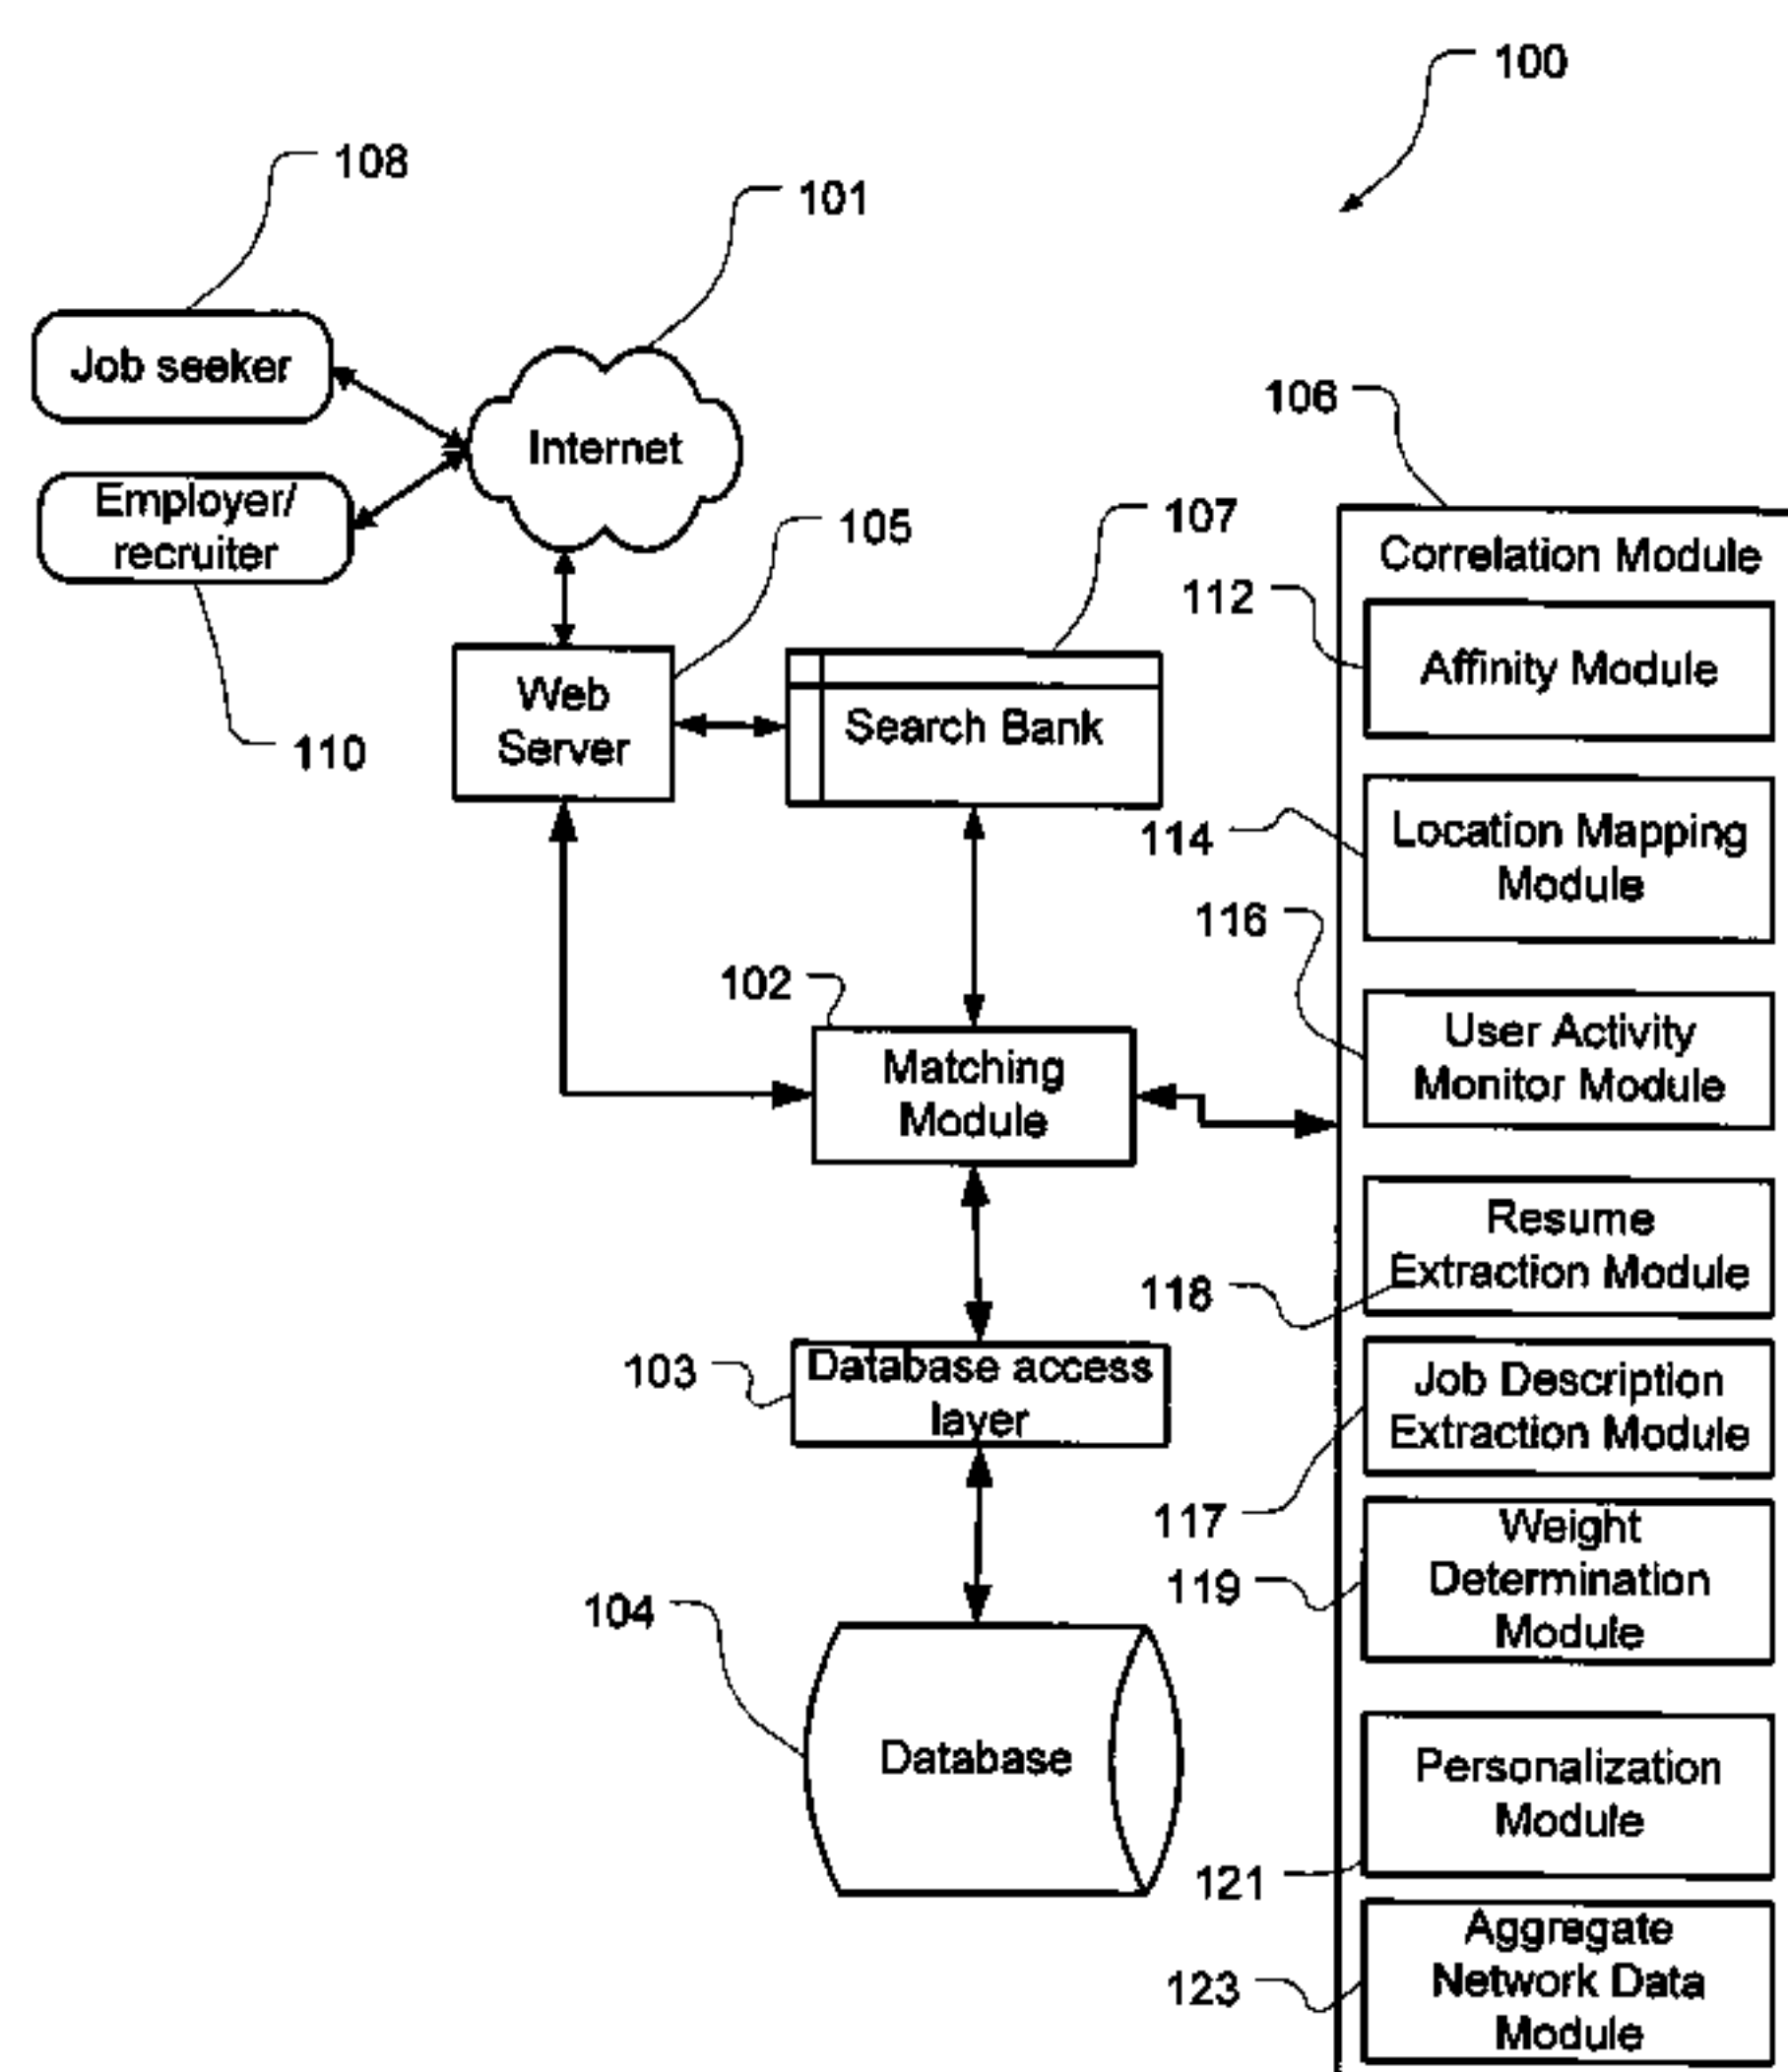 100
108
101
Job seeker
Internet
106
Employer/
recruiter
105
107
Correlation Module
112
Affinity Module
Web
Server
Search Bank
110
114
Location Mapping
Module
116
102
User Activity
Monitor Module
Matching
Module
Resume
Extraction Module
118
103
Database access
layer
Job Description
Extraction Module
117
Weight
Determination
Module
119
104
Database
Personalization
Module
121
Aggregate
Network Data
Module
123